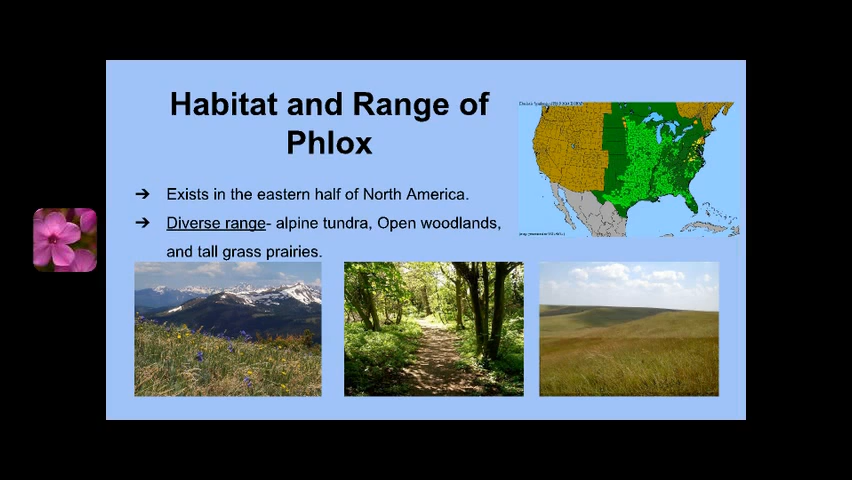 Habitat and Range of
Phlox
➔ Exists in the eastern half of North America.
➔ Diverse range- alpine tundra, Open woodlands,
and tall grass prairies.